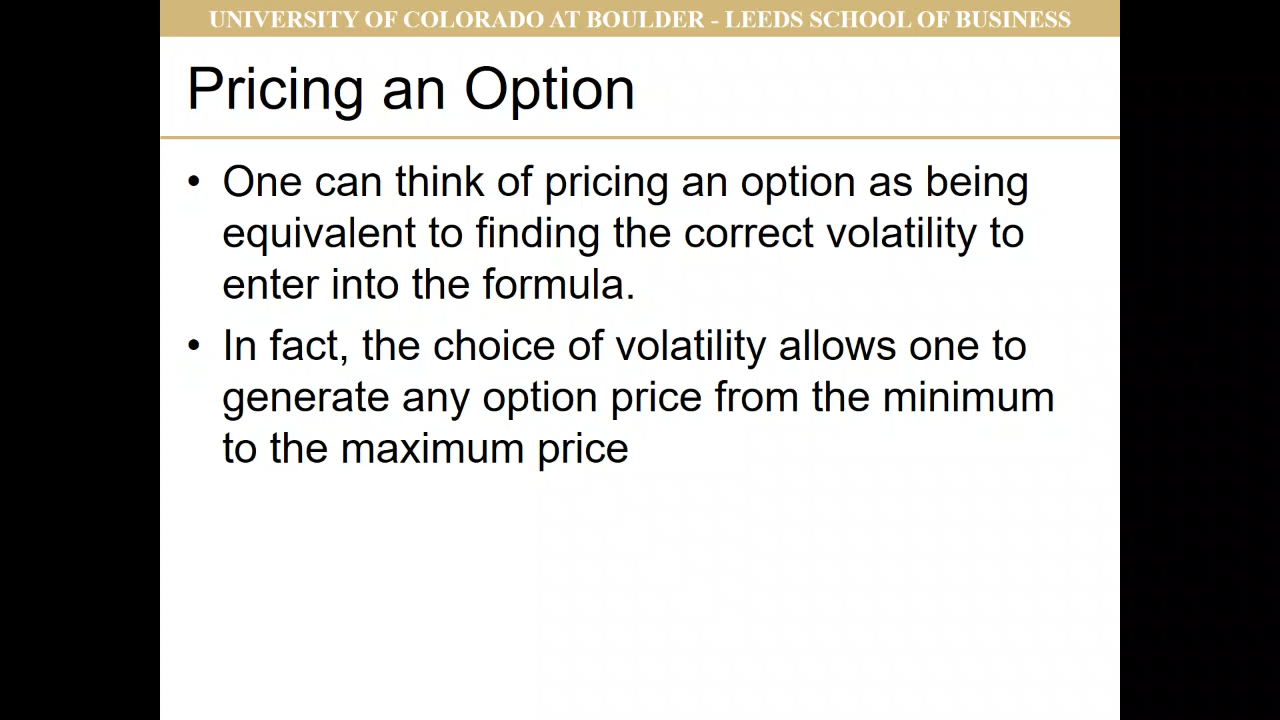 UNIVERSITY OF COLORADO AT BOULDER - LEEDS SCHOOL OF BUSINESS
Pricing an Option
• One can think of pricing an option as being
equivalent to finding the correct volatility to
enter into the formula.
• In fact, the choice of volatility allows one to
generate any option price from the minimum
to the maximum price